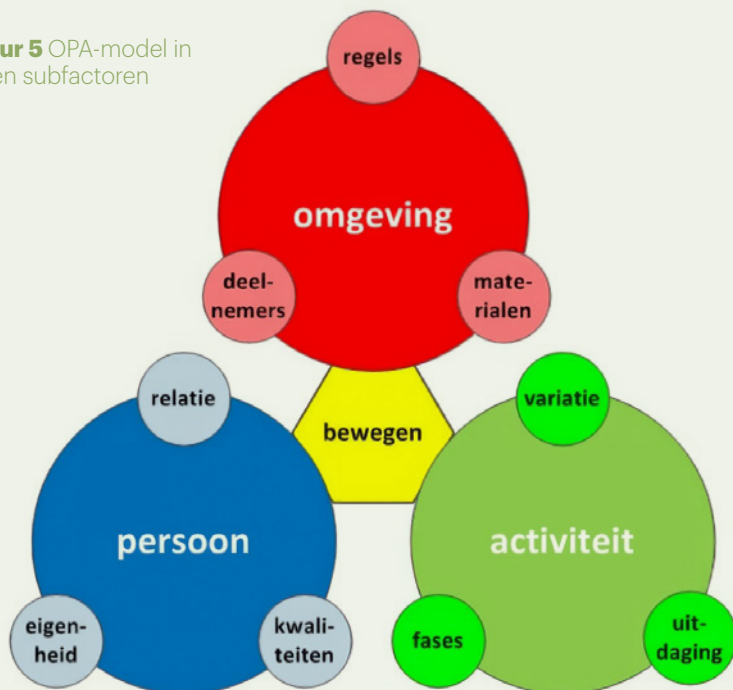 ur 5 OPA-model in
en subfactoren
regels
omgeving
deel-
nemers
mate-
rialen
relatie
variatie
bewegen
persoon
activiteit
eigen-
heid
kwali-
teiten
fases
uit-
daging